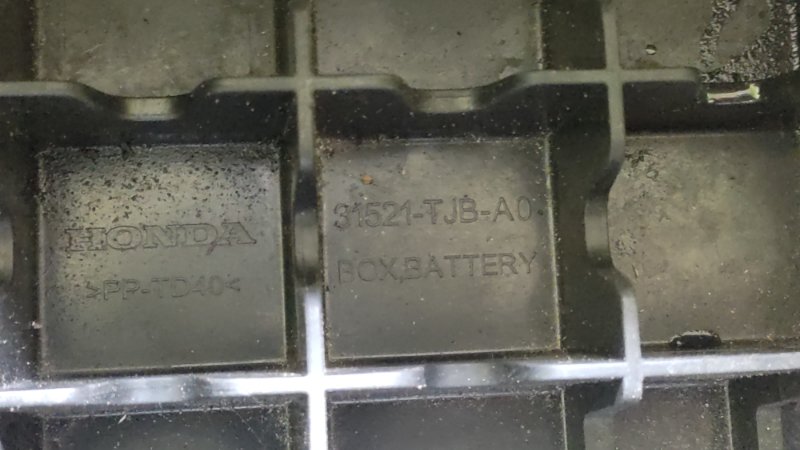 HONDA
>PP-TD40<
31521-TJB-A0
BOX,BATTERY